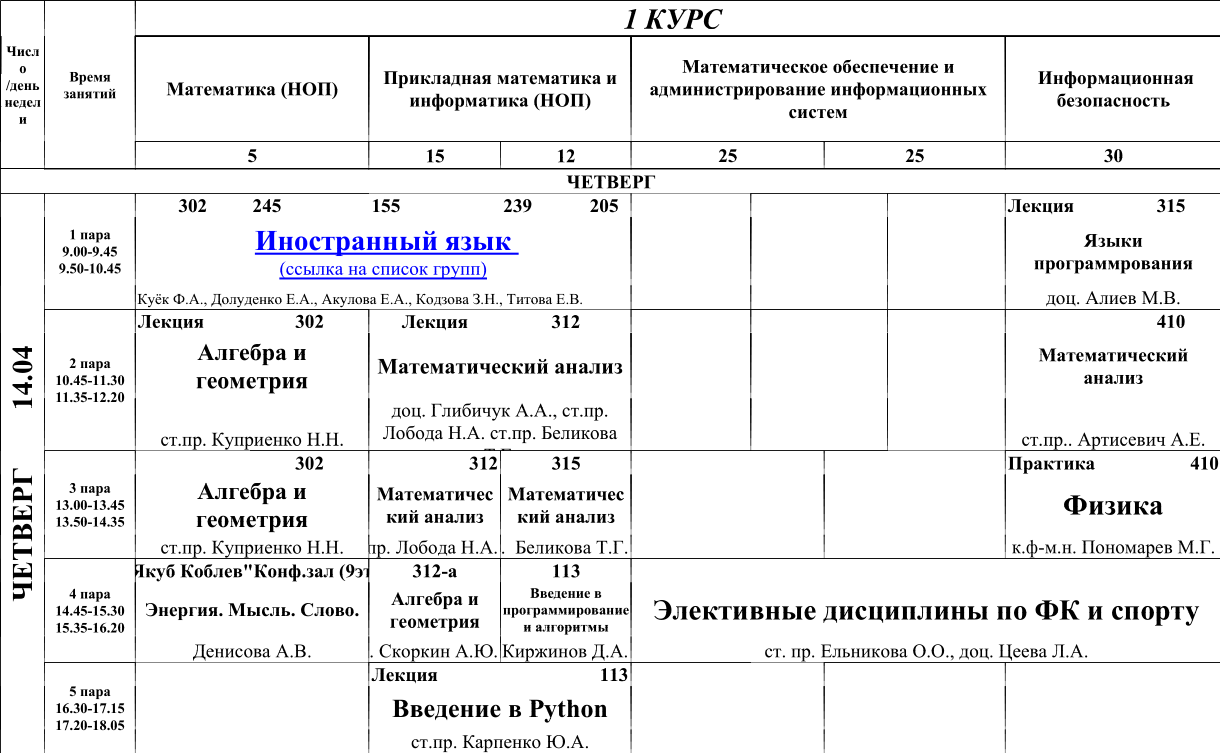 1 КУРС
Числ
о
/день
недел
и
Время
занятий
Математика (НОП)
Прикладная математика и
информатика (НОП)
Математическое обеспечение и
администрирование информационных
систем
Информационная
безопасность
5 15 12 25 25 30
ЧЕТВЕРГ
ЧЕТВЕРГ 14.04
1 пара
9.00-9.45
9.50-10.45
302 245 155 239 205
Иностранный язык
(ссылка на список групп)
Куёк Ф.А., Долуденко Е.А., Акулова Е.А., Кодзова З.Н., Титова Е.В.
Лекция 315
Языки
программрования
доц. Алиев М.В.
2 пара
10.45-11.30
11.35-12.20
Лекция 302
Алгебра и
геометрия
ст.пр. Куприенко Н.Н.
Лекция 312
Математический анализ
доц. Глибичук А.А., ст.пр.
Лобода Н.А. ст.пр. Беликова
410
Математический
анализ
ст.пр.. Артисевич А.Е.
3 пара
13.00-13.45
13.50-14.35
302
Алгебра и
геометрия
ст.пр. Куприенко Н.Н.
312
Математичес
кий анализ
пр. Лобода Н.А.
315
Математичес
кий анализ
. Беликова Т.Г.
Практика 410
Физика
к.ф-м.н. Пономарев М.Г.
4 пара
14.45-15.30
15.35-16.20
Якуб Коблев"Конф.зал (9эт
Энергия. Мысль. Слово.
Денисова А.В.
312-а
Алгебра и
геометрия
. Скоркин А.Ю.
113
Введение в
программирование
и алгоритмы
Киржинов Д.А.
Элективные дисциплины по ФК и спорту
ст. пр. Ельникова О.О., доц. Цеева Л.А.
5 пара
16.30-17.15
17.20-18.05
Лекция 113
Введение в Python
ст.пр. Карпенко Ю.А.